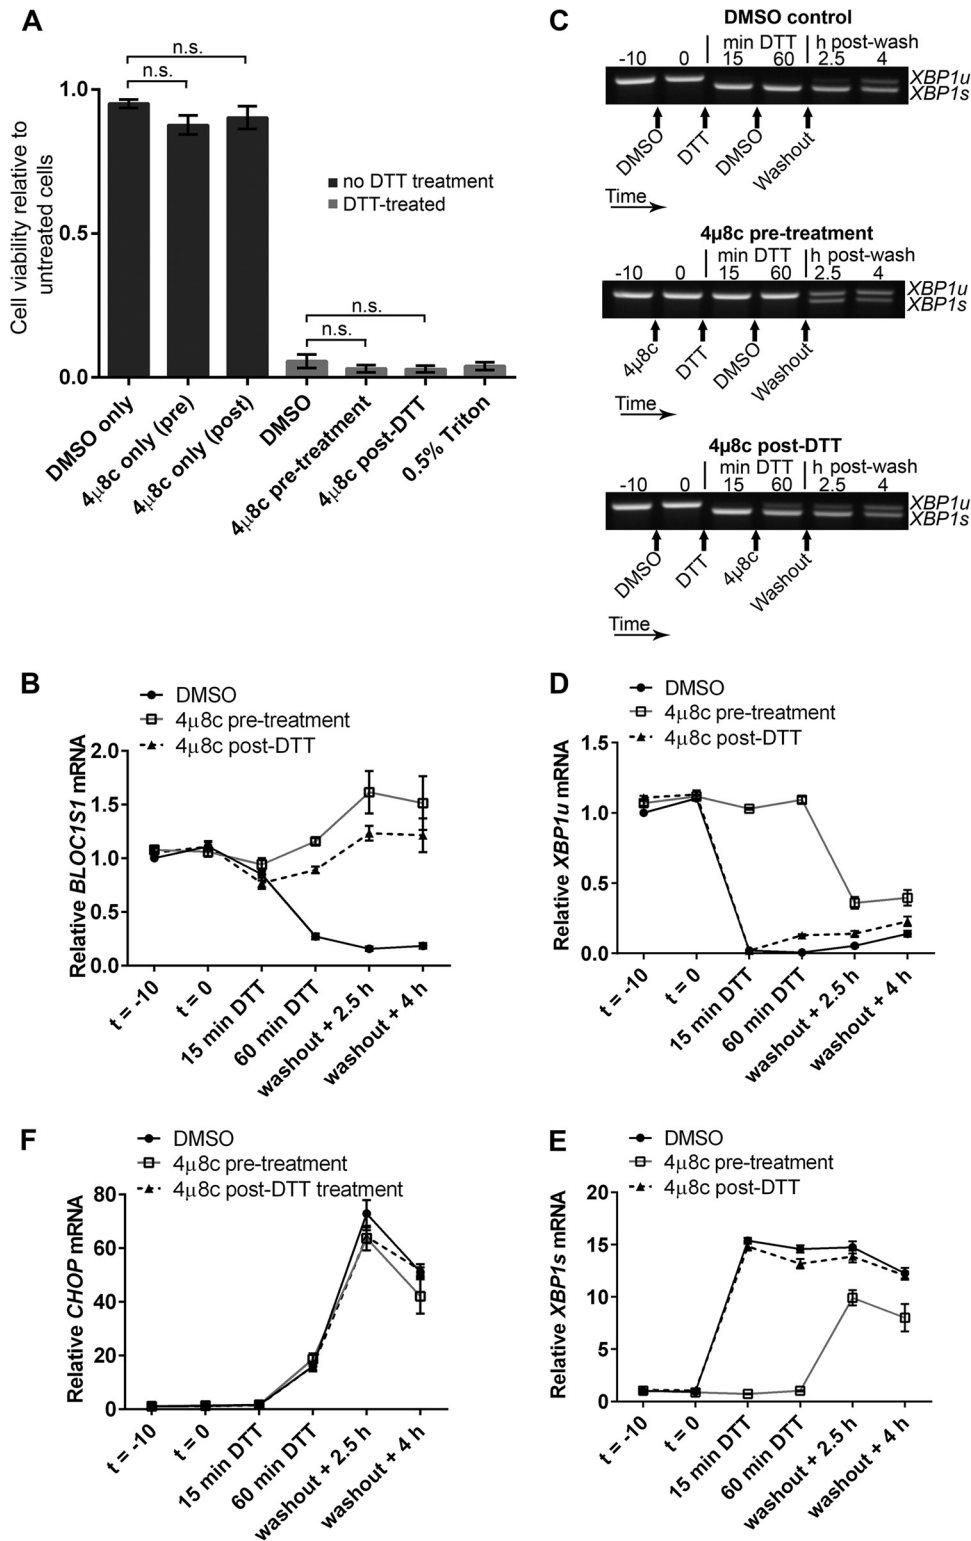 A
n.s.
n.s.
Cell viability relative to
untreated cells
1.0
0.5
0.0
no DTT treatment
DTT-treated
n.s.
n.s.
DMSO only
4µ8c only (pre)
4µ8c only (post)
DMSO
4µ8c pre-treatment
4µ8c post-DTT
0.5% Triton
C
DMSO control
min DTT
h post-wash
-10
0
15
60
2.5
4
XBP1u
XBP1s
DMSO
DTT
DMSO
Washout
Time
4µ8c pre-treatment
min DTT
h post-wash
-10
0
15
60
2.5
4
XBP1u
XBP1s
4µ8c
DTT
DMSO
Washout
Time
4µ8c post-DTT
min DTT
h post-wash
-10
0
15
60
2.5
4
XBP1u
XBP1s
DMSO
DTT
4µ8c
Washout
Time
B
DMSO
4µ8c pre-treatment
4µ8c post-DTT
Relative BLOC1S1 mRNA
2.0
1.5
1.0
0.5
0.0
t = -10
t = 0
15 min DTT
60 min DTT
washout + 2.5 h
washout + 4 h
D
DMSO
4µ8c pre-treatment
4µ8c post-DTT
Relative XBP1u mRNA
1.5
1.0
0.5
0.0
t = -10
t = 0
15 min DTT
60 min DTT
washout + 2.5 h
washout + 4 h
F
DMSO
4µ8c pre-treatment
4µ8c post-DTT treatment
Relative CHOP mRNA
80
60
40
20
0
t = -10
t = 0
15 min DTT
60 min DTT
washout + 2.5 h
washout + 4 h
E
DMSO
4µ8c pre-treatment
4µ8c post-DTT
Relative XBP1s mRNA
20
15
10
5
0
t = -10
t = 0
15 min DTT
60 min DTT
washout + 2.5 h
washout + 4 h